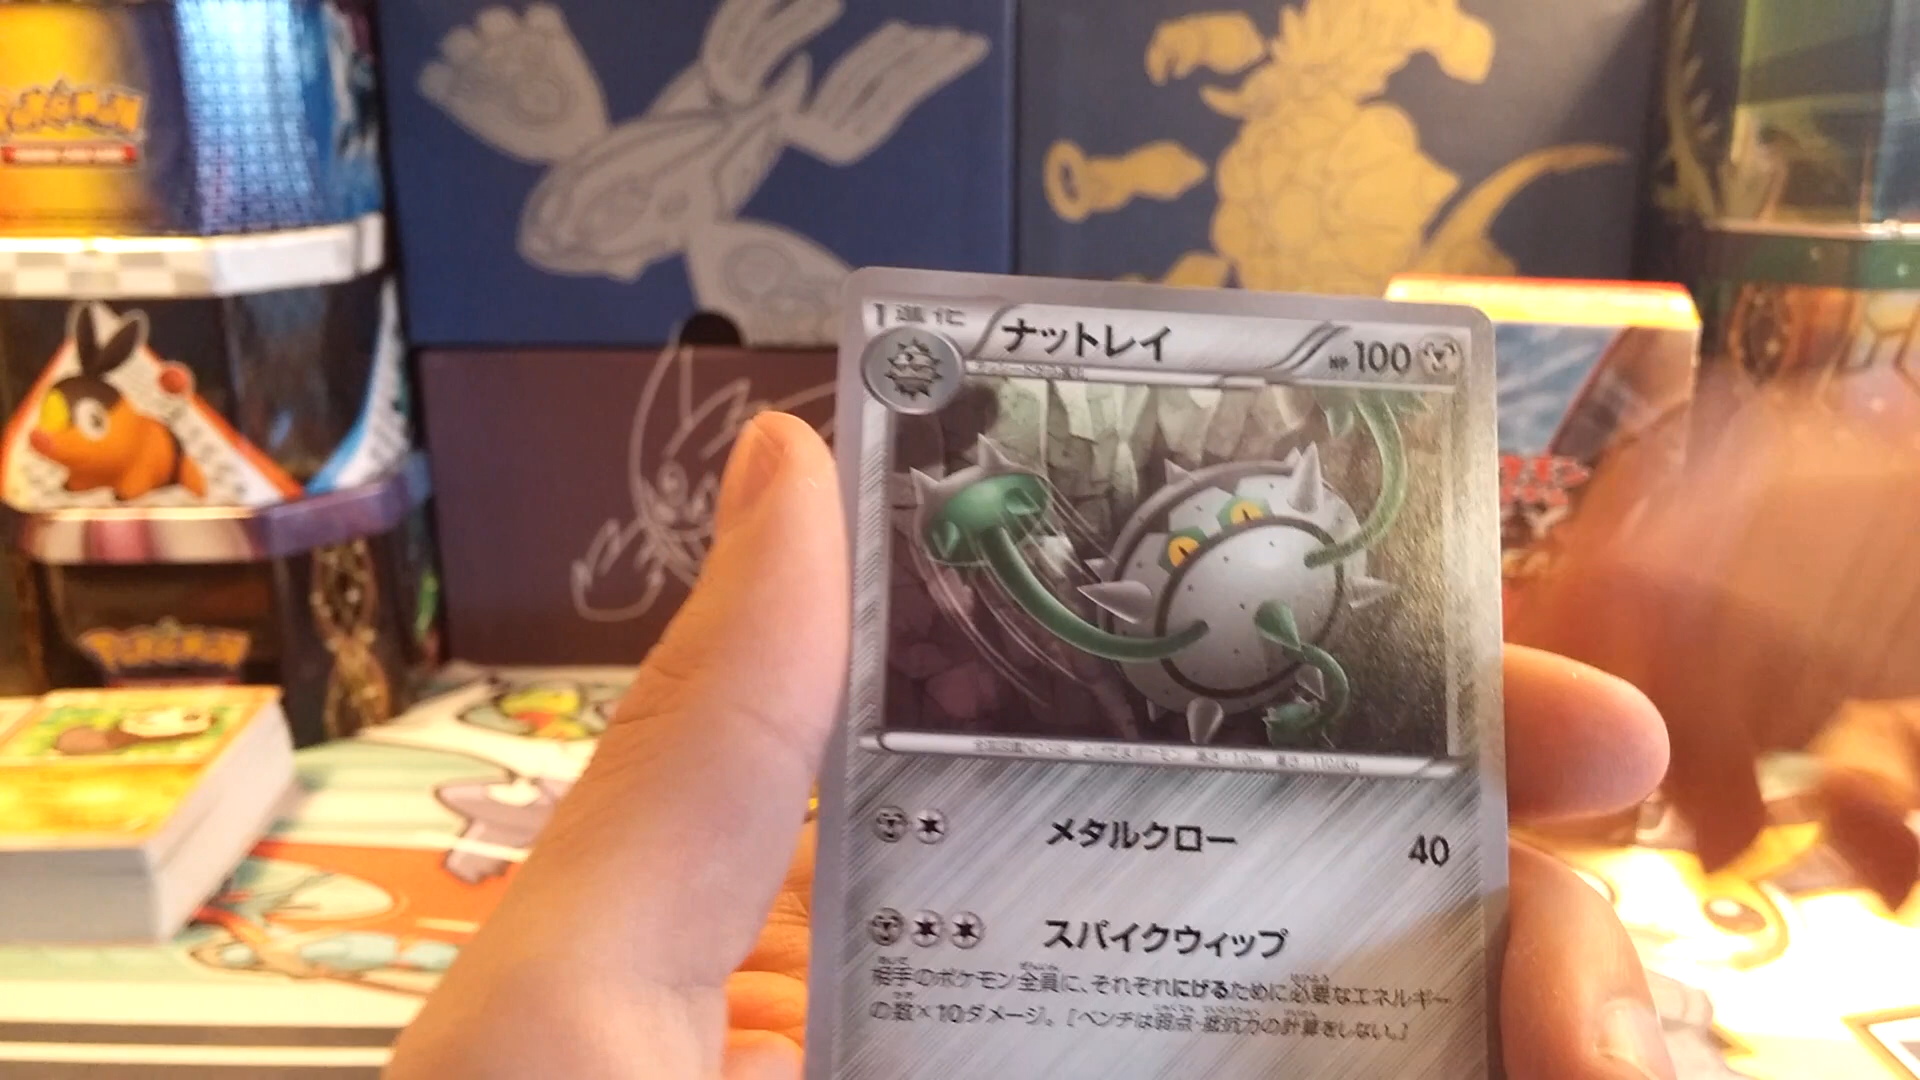 Pokémon
1進化
ナットレイ
HP 100
メタルクロー 40
スパイクウィップ
相手のポケモン全員に、それぞれにげるために必要なエネルギー
の数×10ダメージ。[ベンチは弱点・抵抗力の計算をしない。]
Pokémon